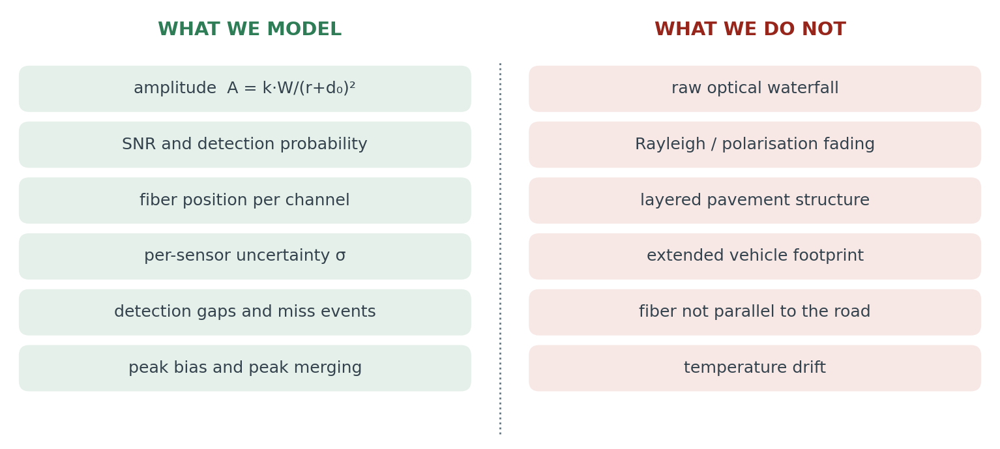 WHAT WE MODEL
amplitude  A = k·W/(r+d₀)²
SNR and detection probability
fiber position per channel
per-sensor uncertainty σ
detection gaps and miss events
peak bias and peak merging
WHAT WE DO NOT
raw optical waterfall
Rayleigh / polarisation fading
layered pavement structure
extended vehicle footprint
fiber not parallel to the road
temperature drift